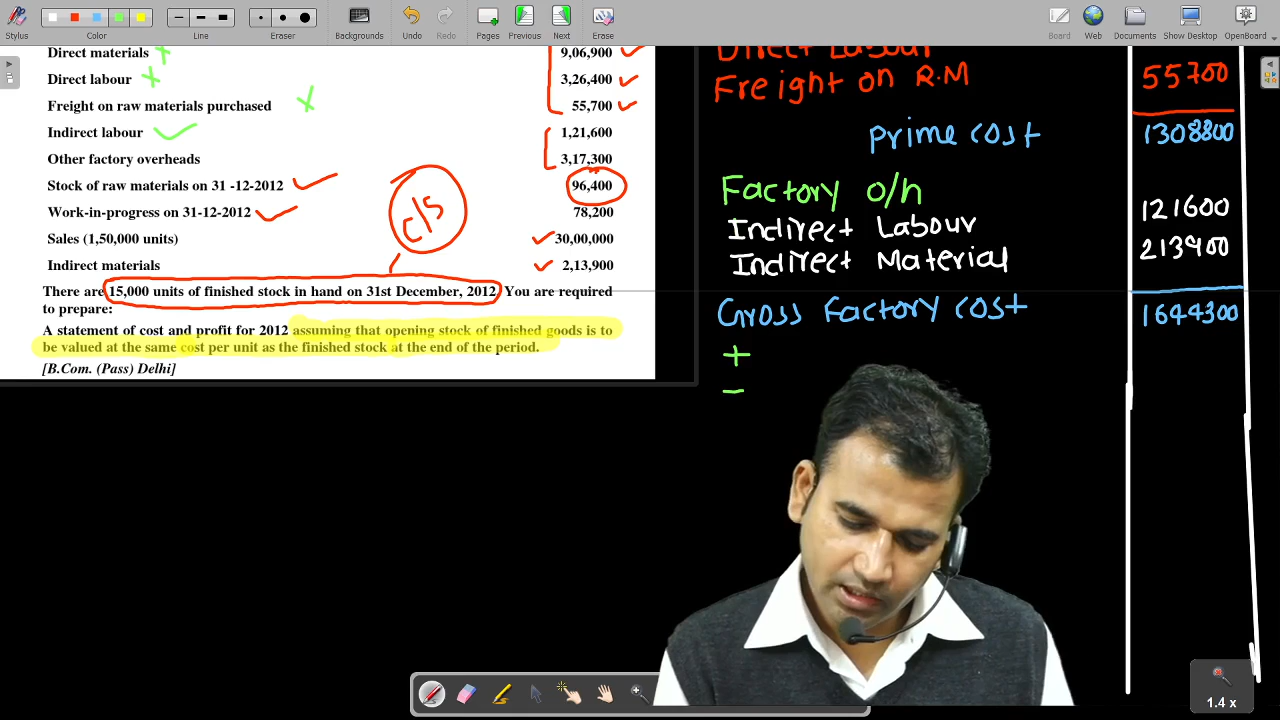 Stylus
Color
Line
Eraser
Backgrounds
Undo
Redo
Pages
Previous
Next
Erase
Board
Web
Documents
Show Desktop
OpenBoard
Direct materials 9,06,900
Direct labour 3,26,400
Freight on raw materials purchased 55,700
Indirect labour 1,21,600
Other factory overheads 3,17,300
Stock of raw materials on 31 -12-2012 96,400
Work-in-progress on 31-12-2012 78,200
Sales (1,50,000 units) 30,00,000
Indirect materials 2,13,900
There are 15,000 units of finished stock in hand on 31st December, 2012. You are required
to prepare:
A statement of cost and profit for 2012 assuming that opening stock of finished goods is to
be valued at the same cost per unit as the finished stock at the end of the period.
[B.Com. (Pass) Delhi]
C/S
Direct Labour
Freight on R.M 55700
Prime cost 1308800
Factory o/h
Indirect Labour 121600
Indirect Material 213900
Gross Factory cost 1644300
+
-
1.4 x